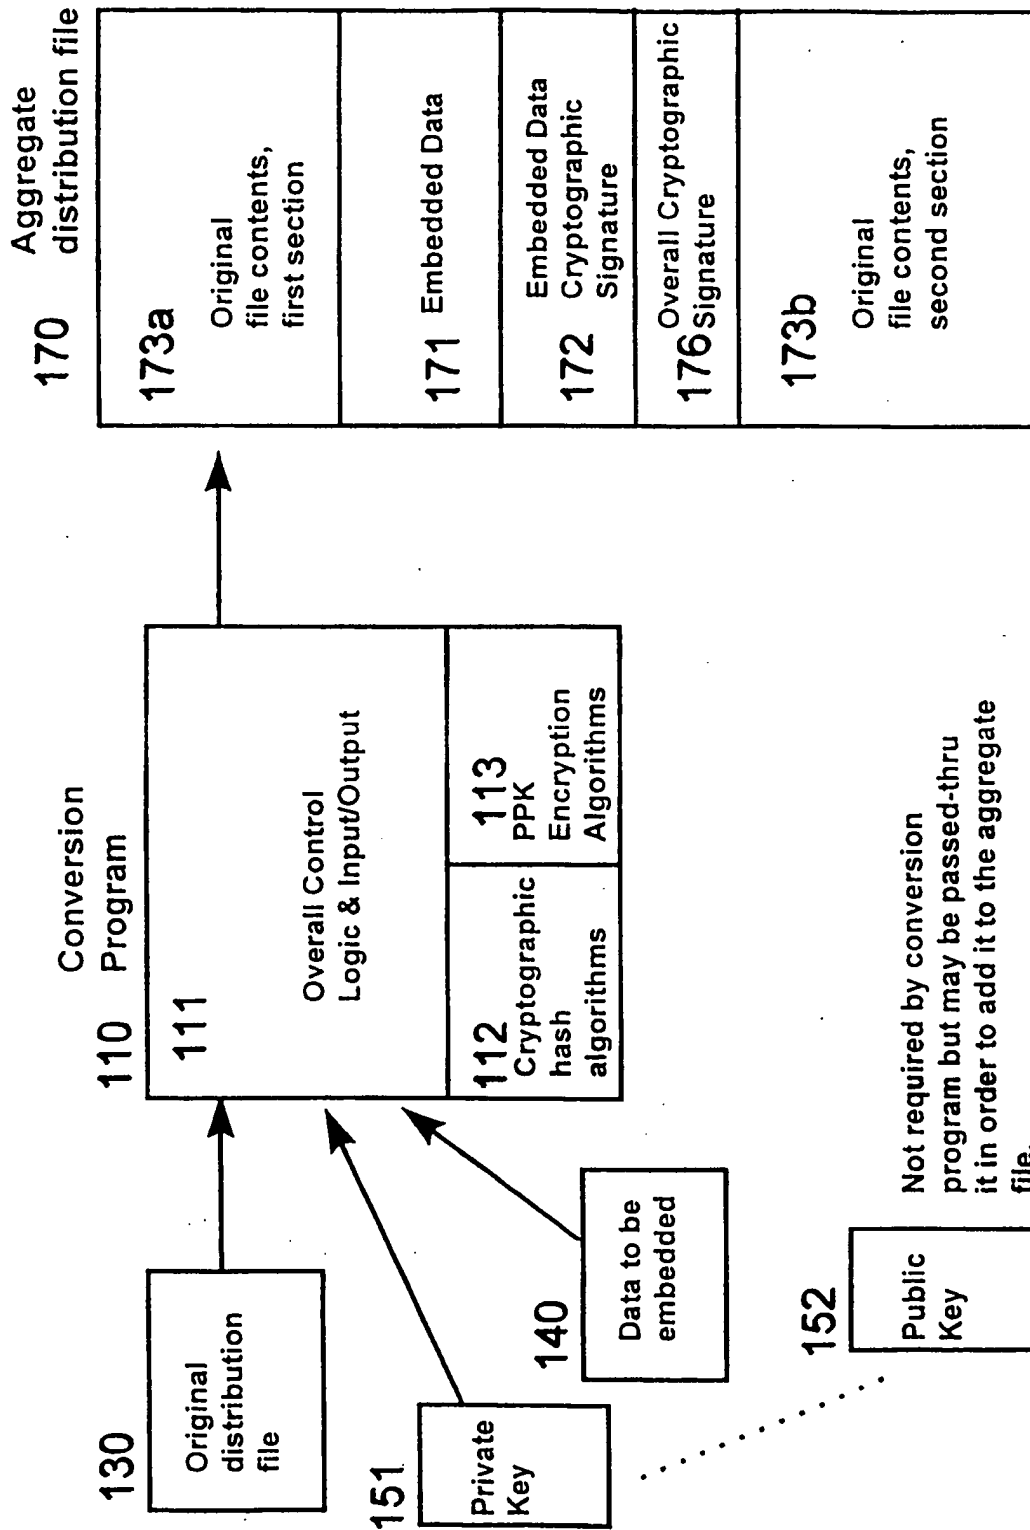 130
Original
distribution
file
151
Private
Key
140
Data to be
embedded
152
Public
Key
Not required by conversion
program but may be passed-thru
it in order to add it to the aggregate
file.
Conversion
110 Program
111
Overall Control
Logic & Input/Output
112
Cryptographic
hash
algorithms
113
PPK
Encryption
Algorithms
Aggregate
170 distribution file
173a
Original
file contents,
first section
171 Embedded Data
Embedded Data
172 Cryptographic
Signature
Overall Cryptographic
176 Signature
173b
Original
file contents,
second section